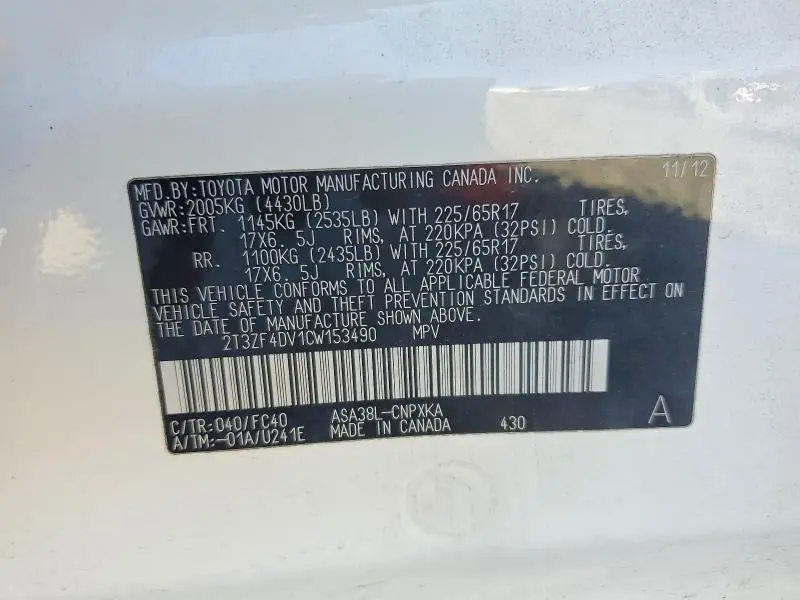 MFD.BY:TOYOTA MOTOR MANUFACTURING CANADA INC. 11/12
GVWR:2005KG (4430LB)
GAWR:FRT. 1145KG (2535LB) WITH 225/65R17 TIRES,
17X6.5J RIMS, AT 220KPA (32PSI) COLD.
RR. 1100KG (2435LB) WITH 225/65R17 TIRES,
17X6.5J RIMS, AT 220KPA (32PSI) COLD.
THIS VEHICLE CONFORMS TO ALL APPLICABLE FEDERAL MOTOR
VEHICLE SAFETY AND THEFT PREVENTION STANDARDS IN EFFECT ON
THE DATE OF MANUFACTURE SHOWN ABOVE.
2T3ZF4DV1CW153490 MPV
C/TR:040/FC40 ASA38L-CNPXKA A
A/TM:-01A/U241E MADE IN CANADA 430